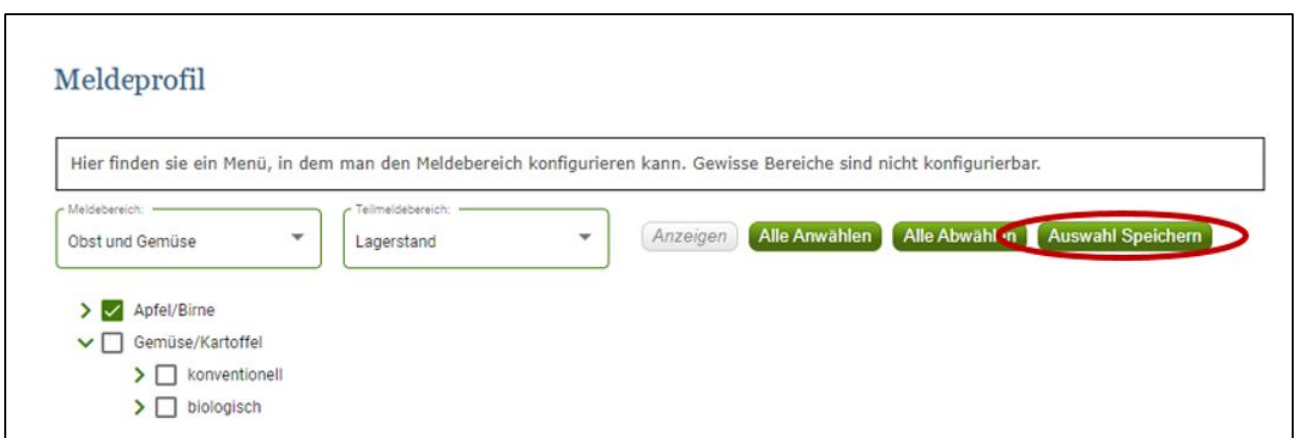 Meldeprofil
Hier finden sie ein Menü, in dem man den Meldebereich konfigurieren kann. Gewisse Bereiche sind nicht konfigurierbar.
Meldebereich: Teilmeldebereich:
Obst und Gemüse Lagerstand Anzeigen Alle Anwählen Alle Abwählen Auswahl Speichern
Apfel/Birne
Gemüse/Kartoffel
konventionell
biologisch